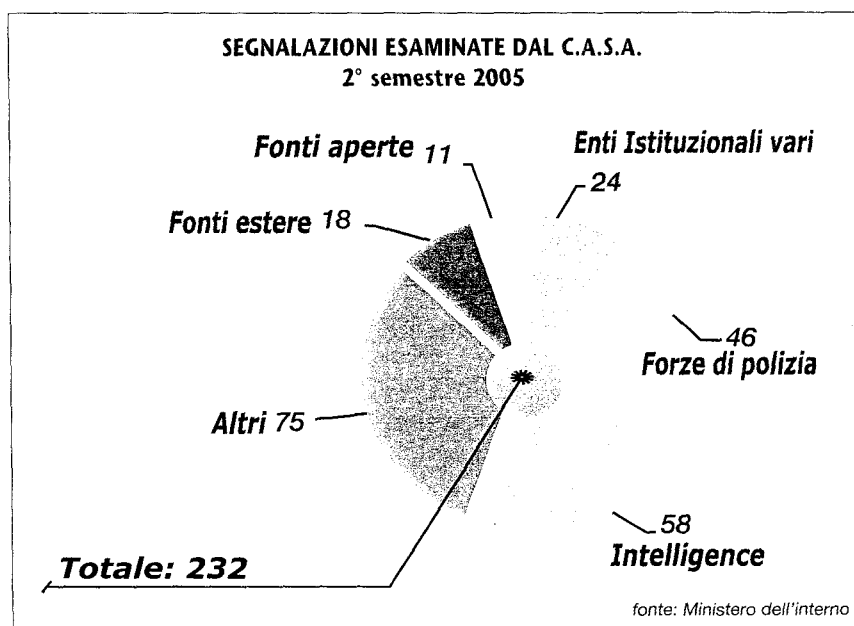 SEGNALAZIONI ESAMINATE DAL C.A.S.A.
2° semestre 2005
Fonti aperte 11
Enti Istituzionali vari
24
Fonti estere 18
46
Forze di polizia
Altri 75
58
Intelligence
Totale: 232
fonte: Ministero dell'interno